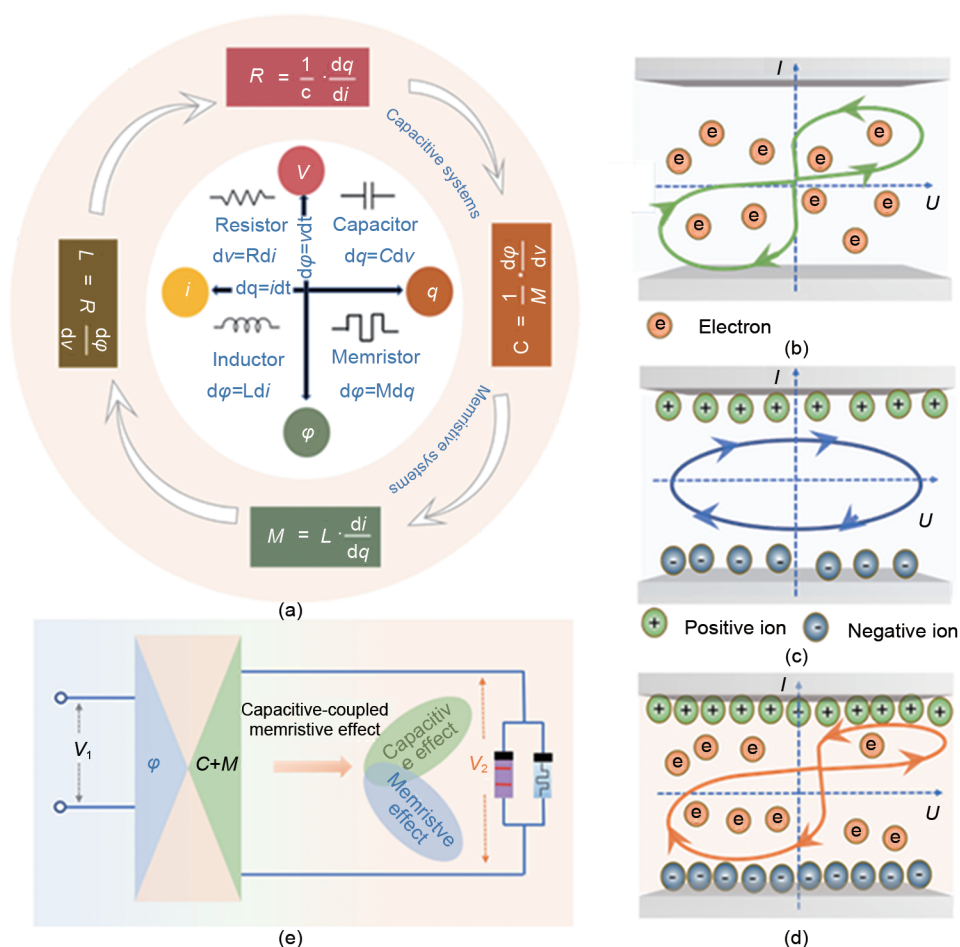 R = 1/c · dq/di
Capacitive systems
V
Resistor
Capacitor
dv=Rdi
dφ=vdt
dq=Cdv
L = R dφ/dv
i
dq=idt
q
C = 1/M · dφ/dv
Inductor
Memristor
dφ=Ldi
dφ=Mdq
φ
Memristive systems
M = L · di/dq
(a)
I
e
e
e
e
e
e
e
e
e
e
U
e Electron
(b)
I
+ + + + + + + +
U
- - - - - - -
+ Positive ion - Negative ion
(c)
I
+ + + + + + + + + +
e
e
e
e
e
e
e
e
e
U
- - - - - - - - - -
(d)
V1
φ
C+M
Capacitive-coupled
memristive effect
Capacitiv
e effect
Memristve
effect
V2
(e)